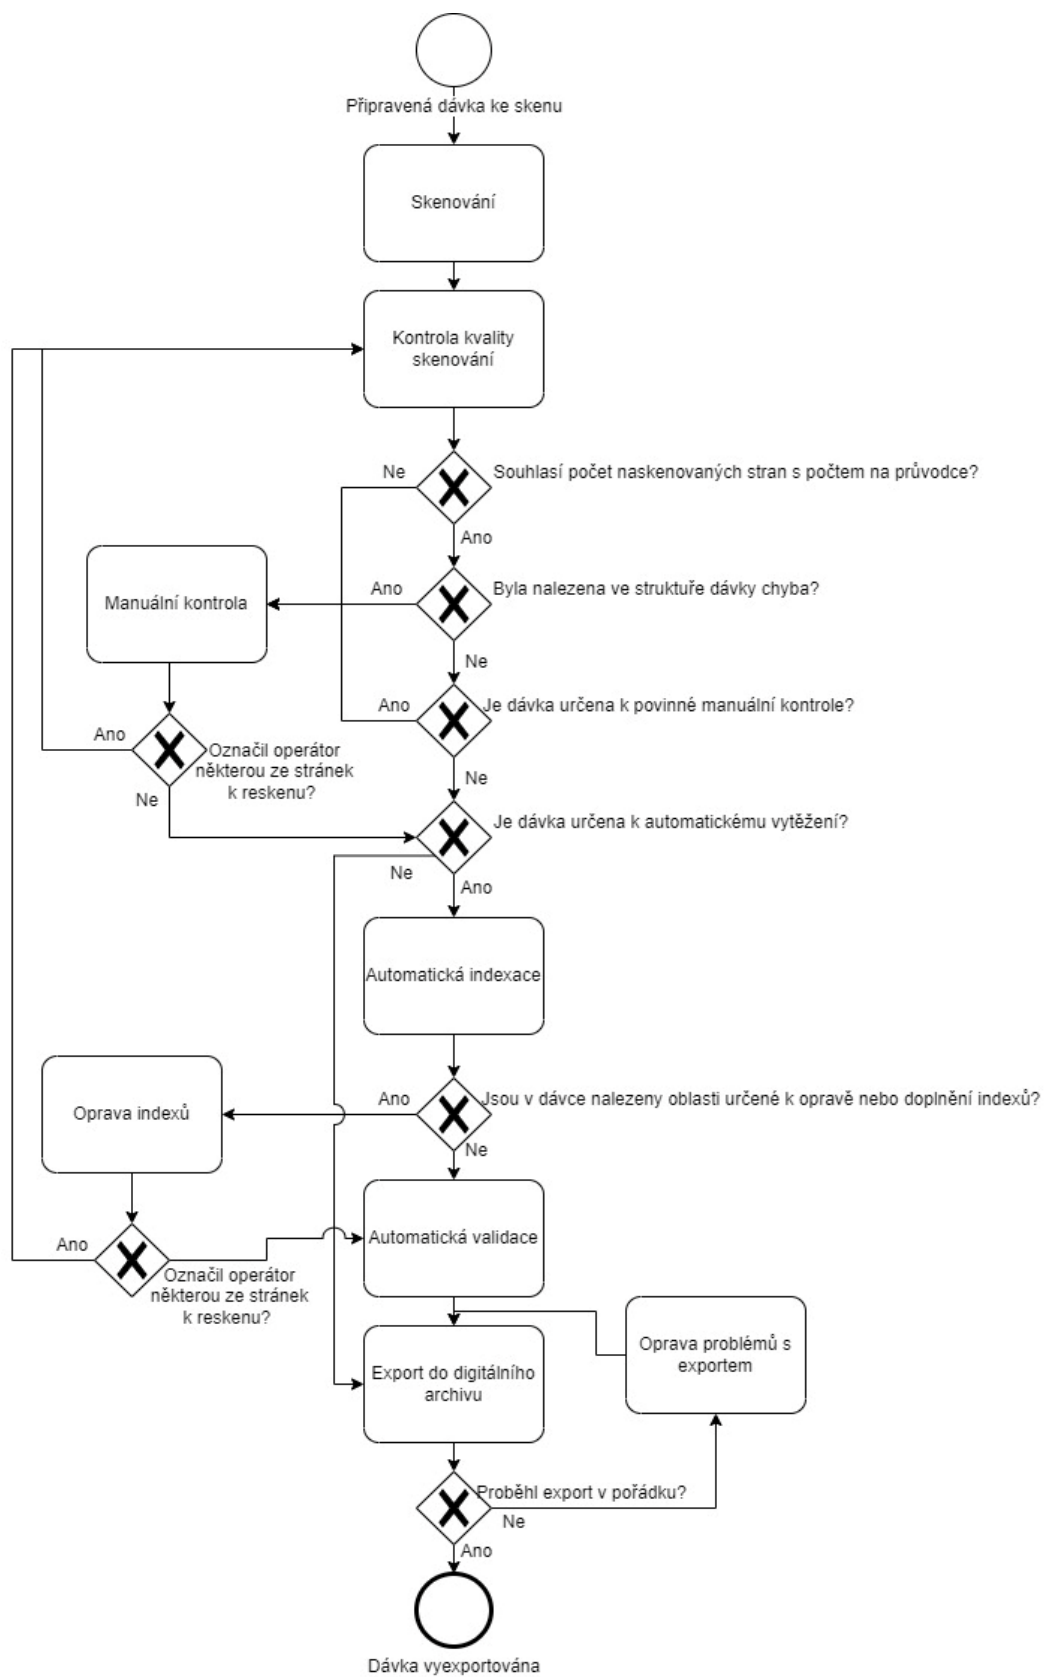 Připravená dávka ke skenu
Skenování
Kontrola kvality
skenování
Ne
Souhlasí počet naskenovaných stran s počtem na průvodce?
Ano
Manuální kontrola
Ano
Byla nalezena ve struktuře dávky chyba?
Ne
Ano
Je dávka určena k povinné manuální kontrole?
Ano
Označil operátor
některou ze stránek
k reskenu?
Ne
Ne
Je dávka určena k automatickému vytěžení?
Ne
Ano
Automatická indexace
Oprava indexů
Ano
Jsou v dávce nalezeny oblasti určené k opravě nebo doplnění indexů?
Ne
Ano
Označil operátor
některou ze stránek
k reskenu?
Automatická validace
Oprava problémů s
exportem
Export do digitálního
archivu
Proběhl export v pořádku?
Ne
Ano
Dávka vyexportována